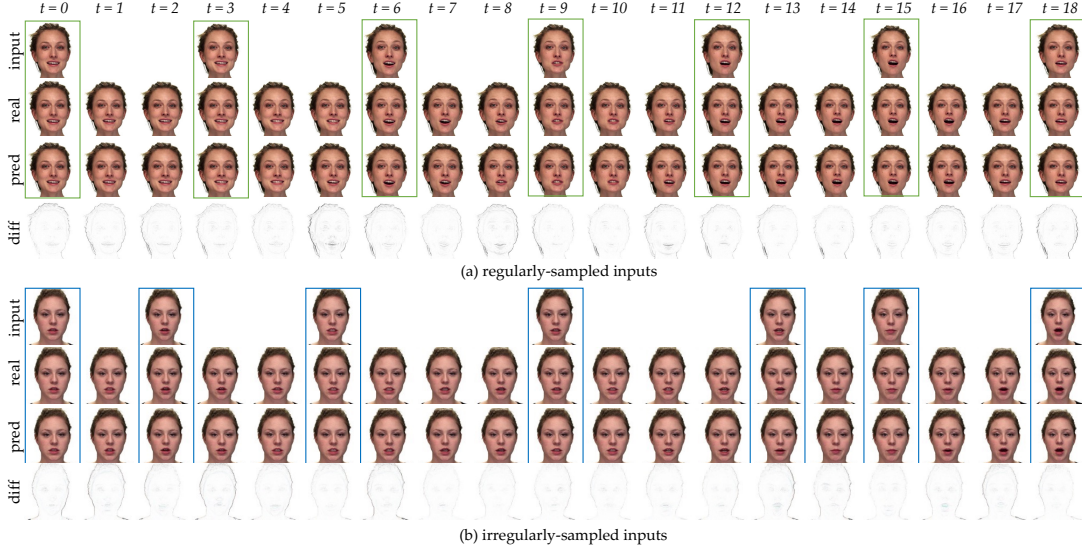 t = 0 t = 1 t = 2 t = 3 t = 4 t = 5 t = 6 t = 7 t = 8 t = 9 t = 10 t = 11 t = 12 t = 13 t = 14 t = 15 t = 16 t = 17 t = 18
input
real
pred
diff
(a) regularly-sampled inputs
input
real
pred
diff
(b) irregularly-sampled inputs